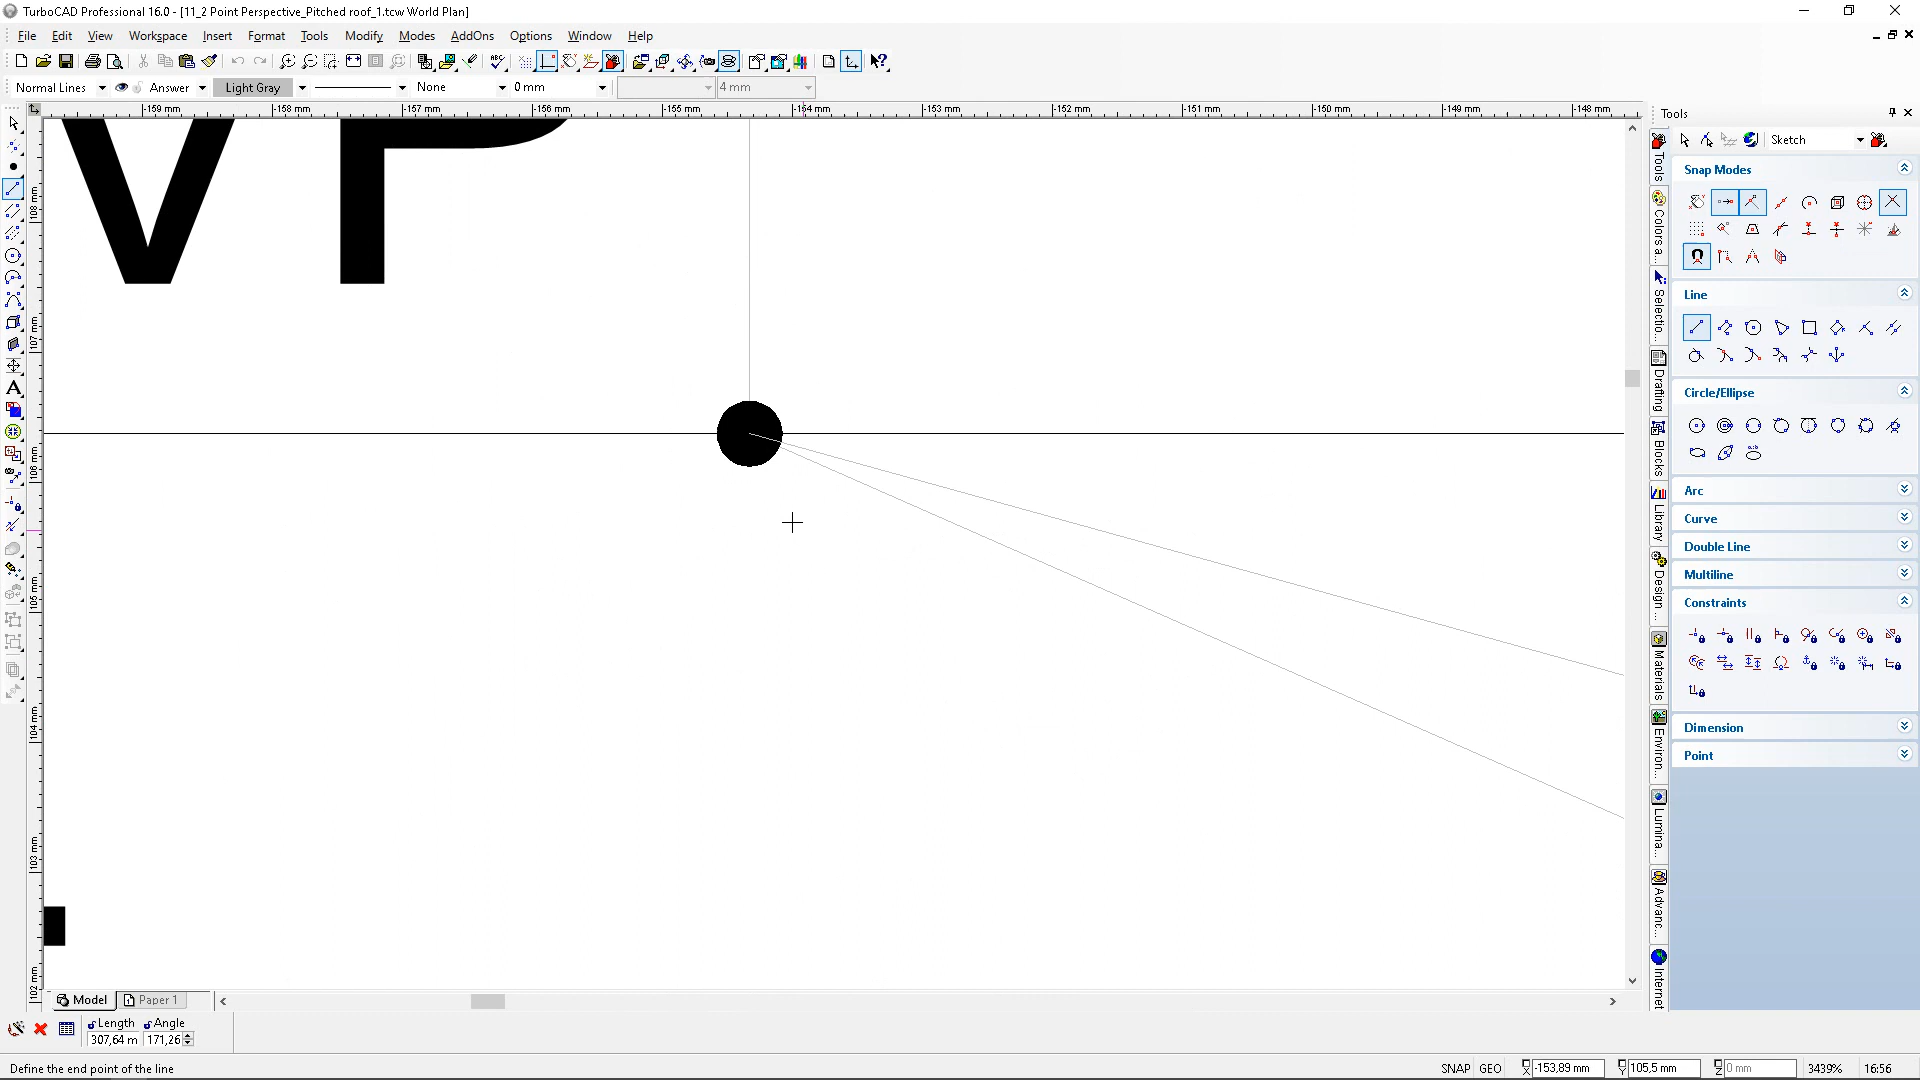 TurboCAD Professional 16.0 - [11_2 Point Perspective_Pitched roof_1.tcw World Plan]
File Edit View Workspace Insert Format Tools Modify Modes AddOns Options Window Help
Normal Lines Answer Light Gray None 0 mm 4 mm
-159 mm -158 mm -157 mm -156 mm -155 mm -154 mm -153 mm -152 mm -151 mm -150 mm -149 mm -148 mm
108 mm
107 mm
106 mm
105 mm
104 mm
103 mm
102 mm
VP
Tools
Sketch
Snap Modes
Line
Circle/Ellipse
Arc
Curve
Double Line
Multiline
Constraints
Dimension
Point
Tools
Colors a...
Selectio...
Drafting
Blocks
Library
Design ...
Materials
Environ...
Lumina...
Advanc...
Internet
Model Paper 1
Length Angle
307,64 m 171,26
Define the end point of the line
SNAP GEO X -153,89 mm Y 105,5 mm Z 0 mm 3439% 16:56